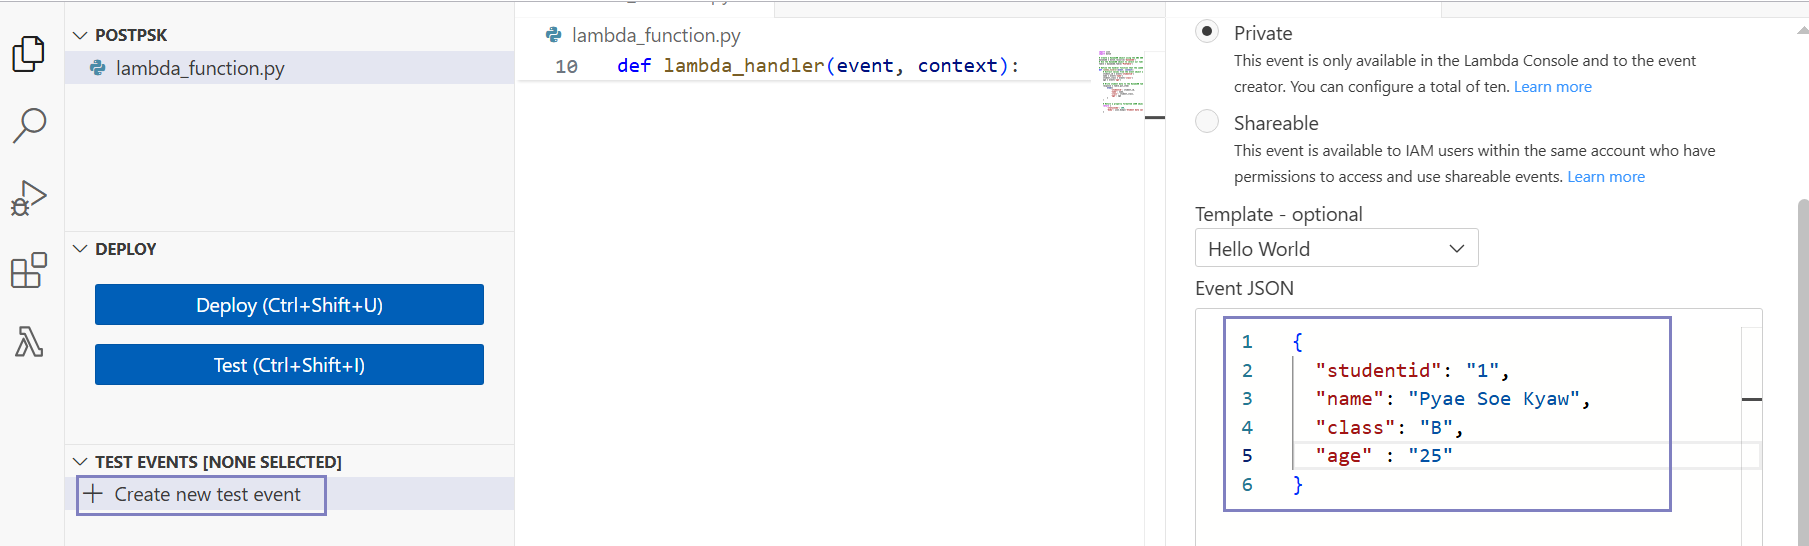 POSTPSK
lambda_function.py
DEPLOY
Deploy (Ctrl+Shift+U)
Test (Ctrl+Shift+I)
TEST EVENTS [NONE SELECTED]
Create new test event
lambda_function.py
10 def lambda_handler(event, context):
Private
This event is only available in the Lambda Console and to the event
creator. You can configure a total of ten. Learn more
Shareable
This event is available to IAM users within the same account who have
permissions to access and use shareable events. Learn more
Template - optional
Hello World
Event JSON
1 {
2 "studentid": "1",
3 "name": "Pyae Soe Kyaw",
4 "class": "B",
5 "age" : "25"
6 }